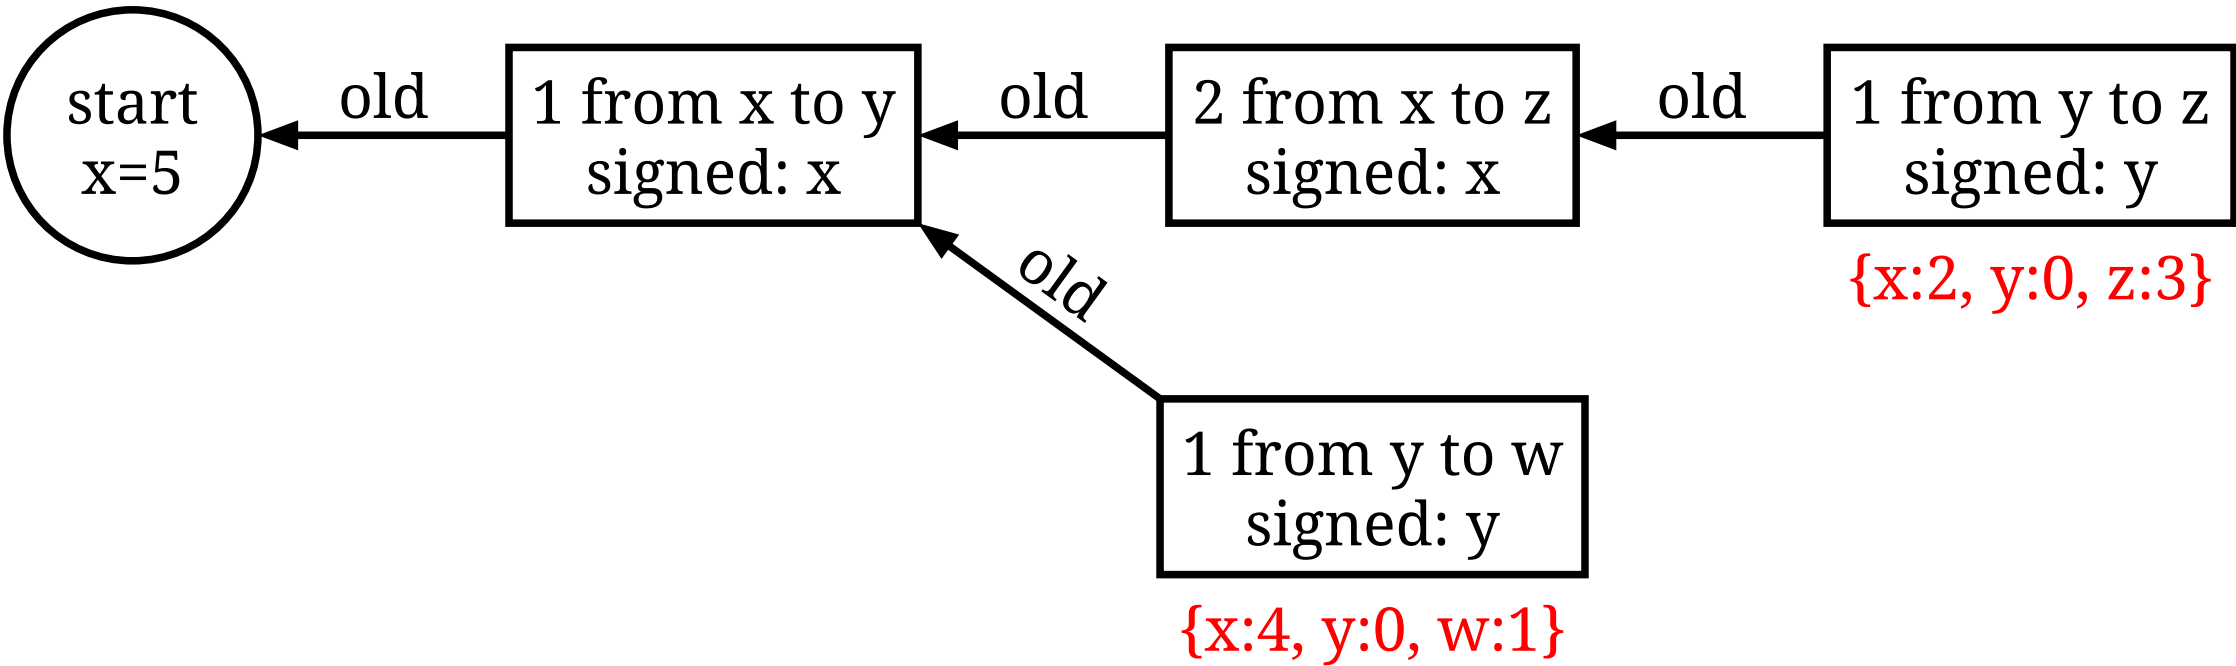 start
x=5
old
1 from x to y
signed: x
old
2 from x to z
signed: x
old
1 from y to z
signed: y
{x:2, y:0, z:3}
old
1 from y to w
signed: y
{x:4, y:0, w:1}